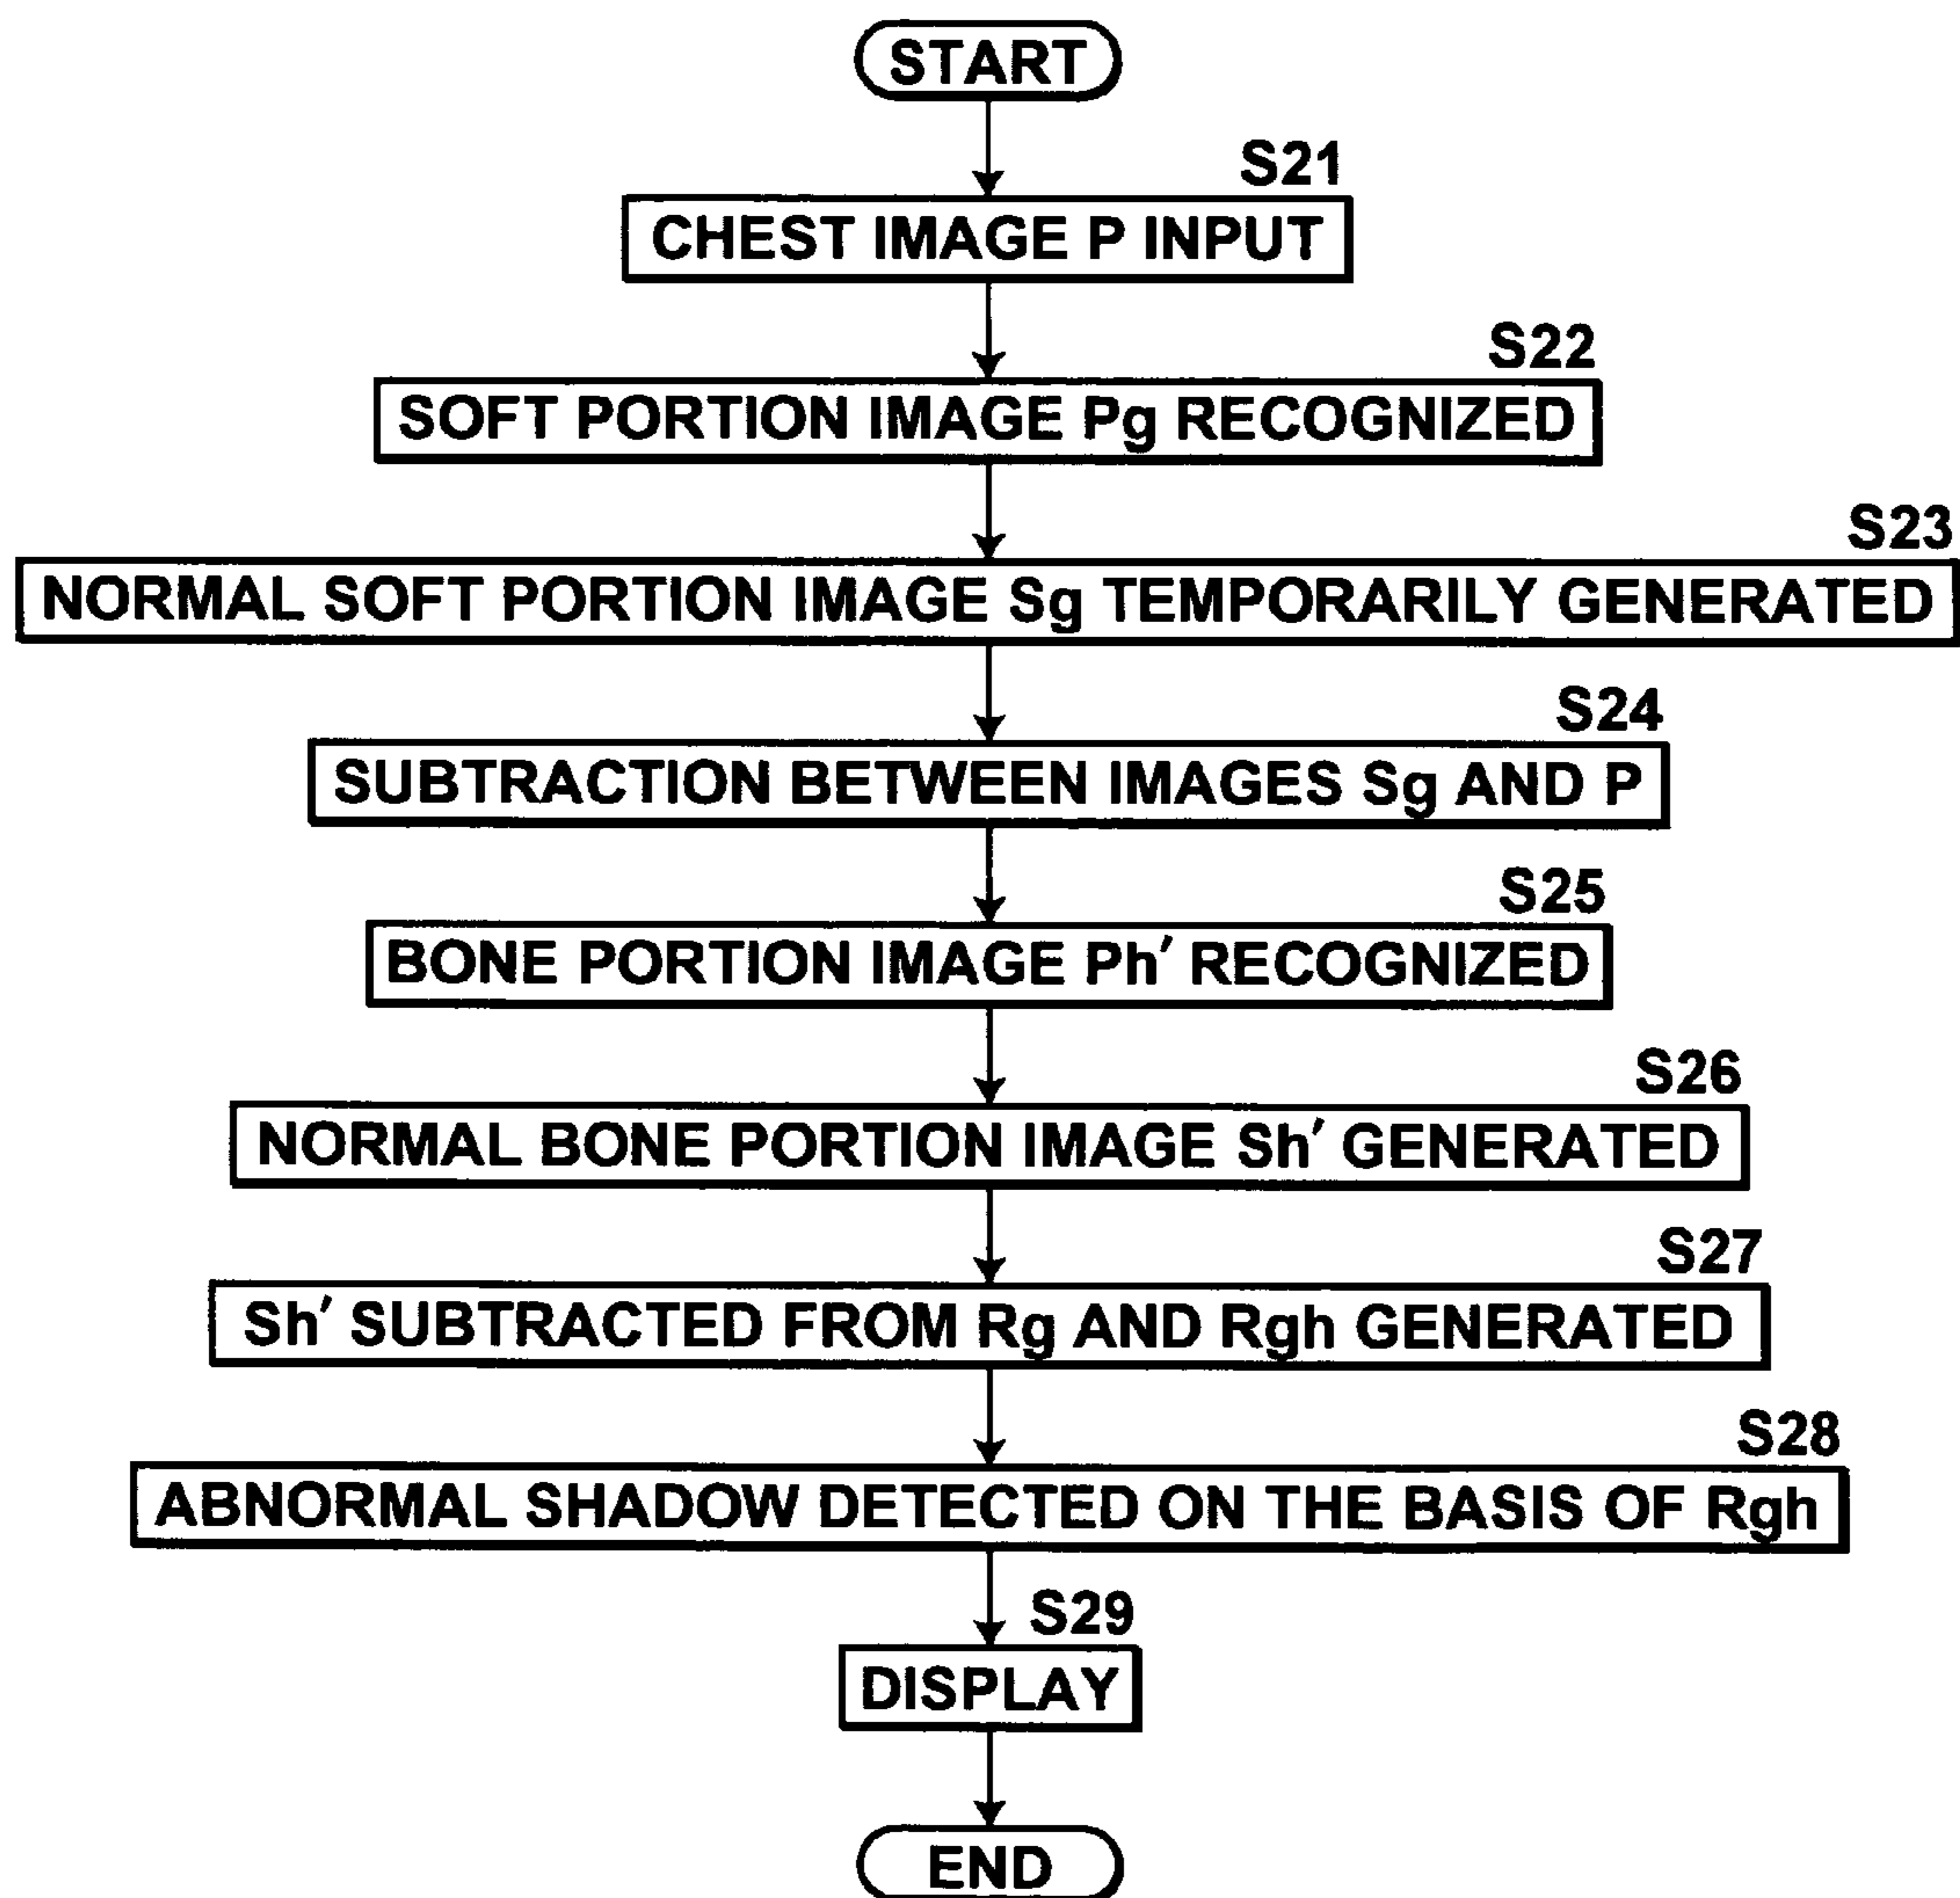 START
S21
CHEST IMAGE P INPUT
S22
SOFT PORTION IMAGE Pg RECOGNIZED
S23
NORMAL SOFT PORTION IMAGE Sg TEMPORARILY GENERATED
S24
SUBTRACTION BETWEEN IMAGES Sg AND P
S25
BONE PORTION IMAGE Ph′ RECOGNIZED
S26
NORMAL BONE PORTION IMAGE Sh′ GENERATED
S27
Sh′ SUBTRACTED FROM Rg AND Rgh GENERATED
S28
ABNORMAL SHADOW DETECTED ON THE BASIS OF Rgh
S29
DISPLAY
END